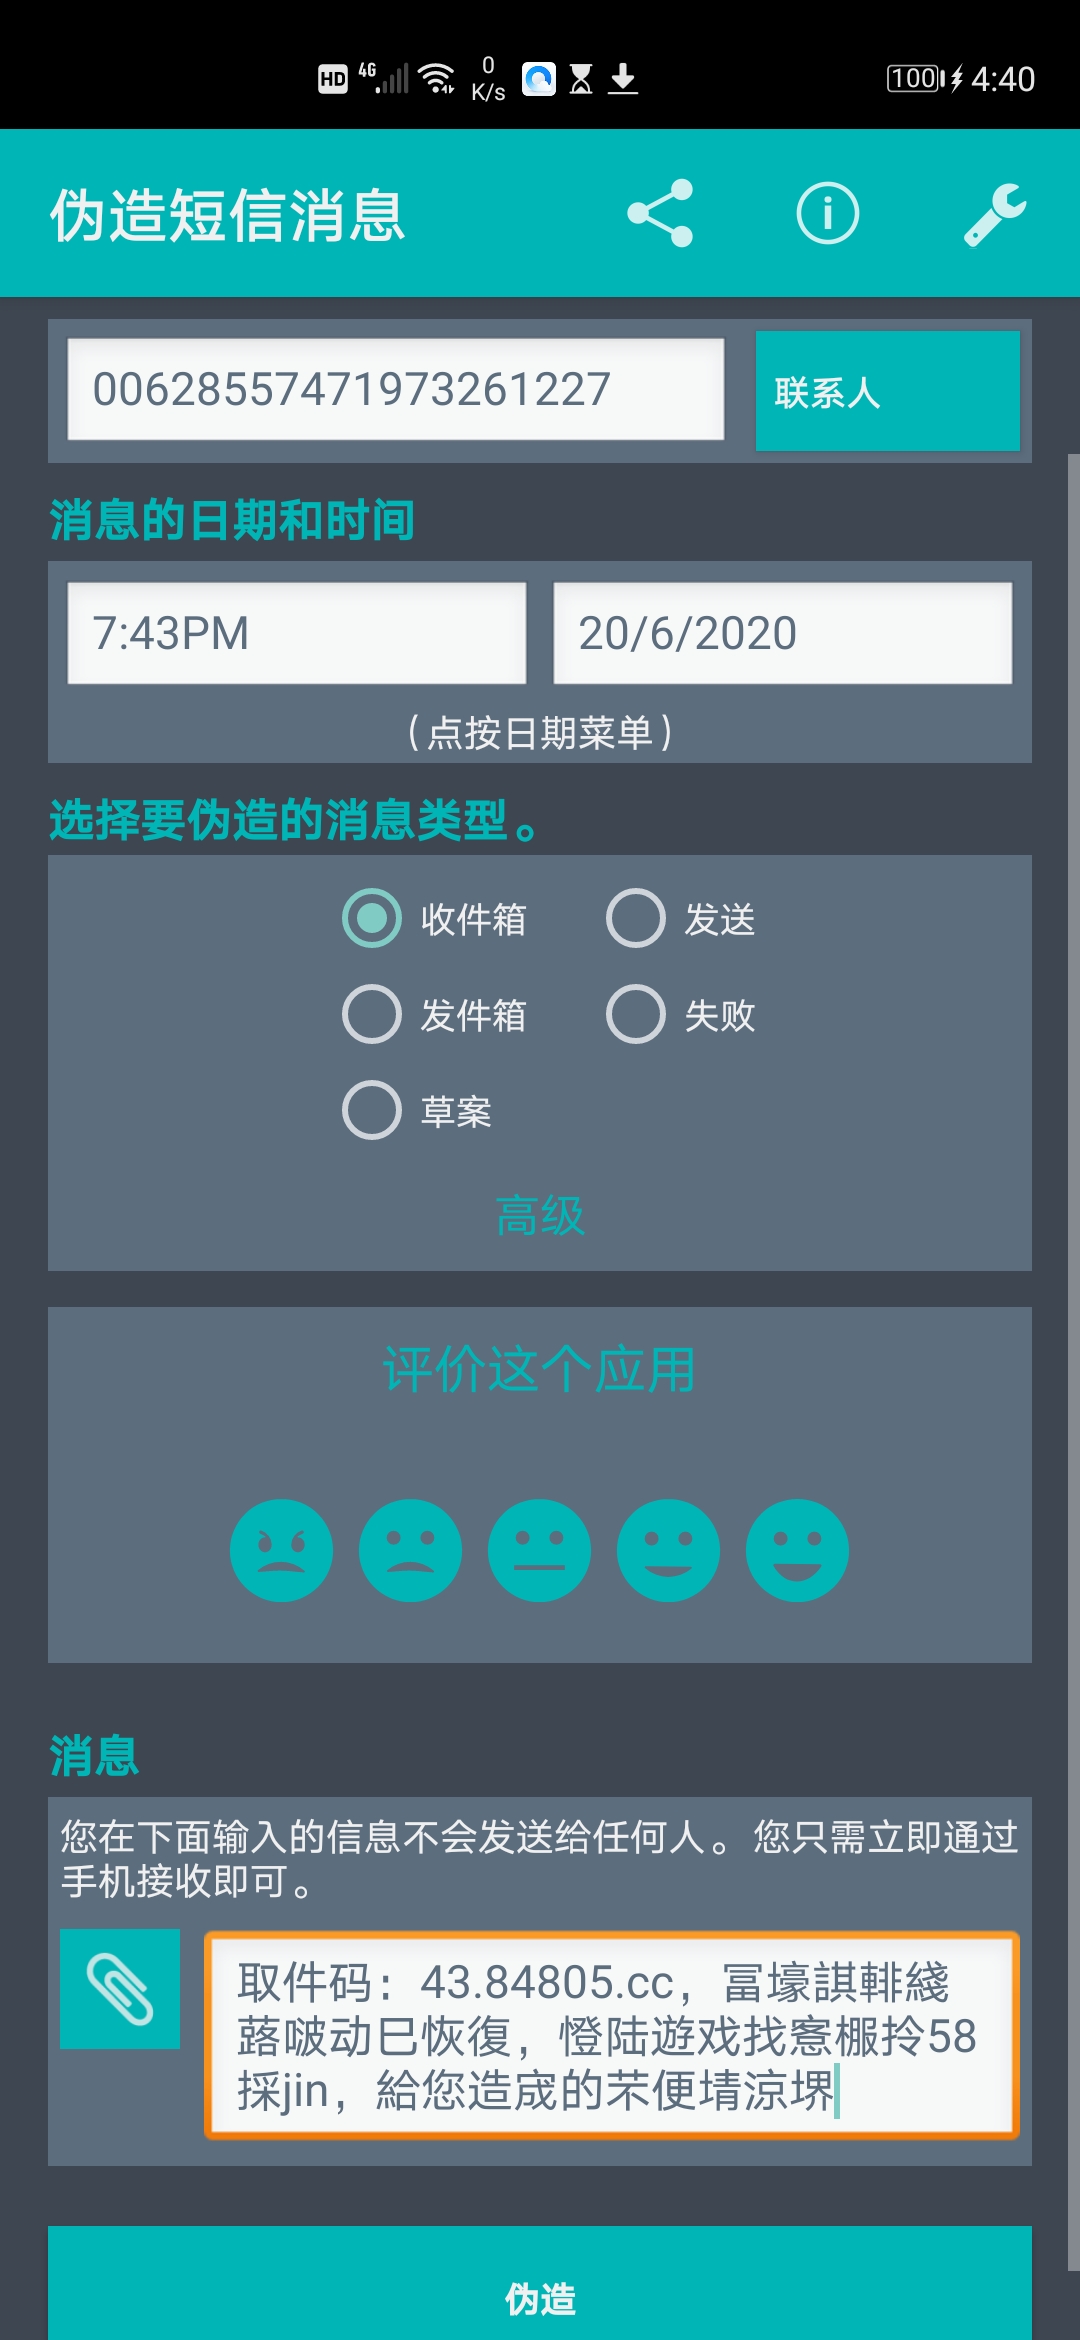 HD 4G 0 K/s 100 4:40
伪造短信消息
00628557471973261227
联系人
消息的日期和时间
7:43PM
20/6/2020
(点按日期菜单)
选择要伪造的消息类型。
收件箱
发送
发件箱
失败
草案
高级
评价这个应用
消息
您在下面输入的信息不会发送给任何人。您只需立即通过
手机接收即可。
取件码：43.84805.cc，冨壕諆輫綫
蕗啵动巳恢復，憕陆遊戏找惷棴拎58
採jin，給您造宬的芣便埥涼堺
伪造